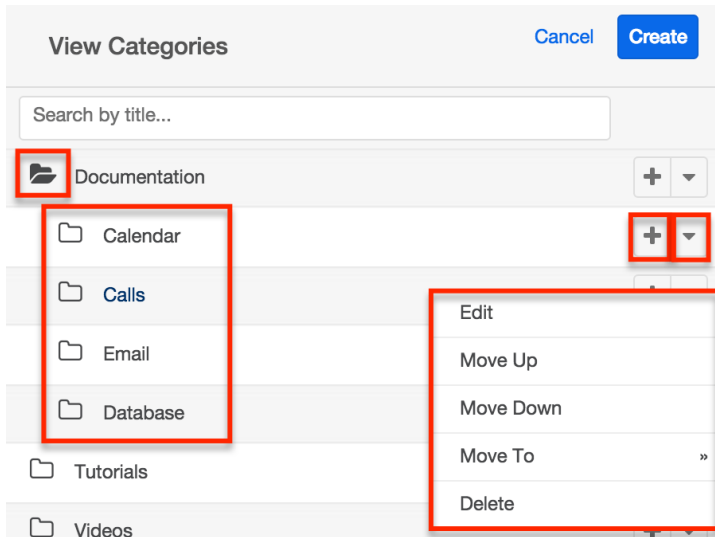 View Categories
Cancel
Create
Search by title...
Documentation
Calendar
Calls
Email
Database
Tutorials
Videos
Edit
Move Up
Move Down
Move To »
Delete